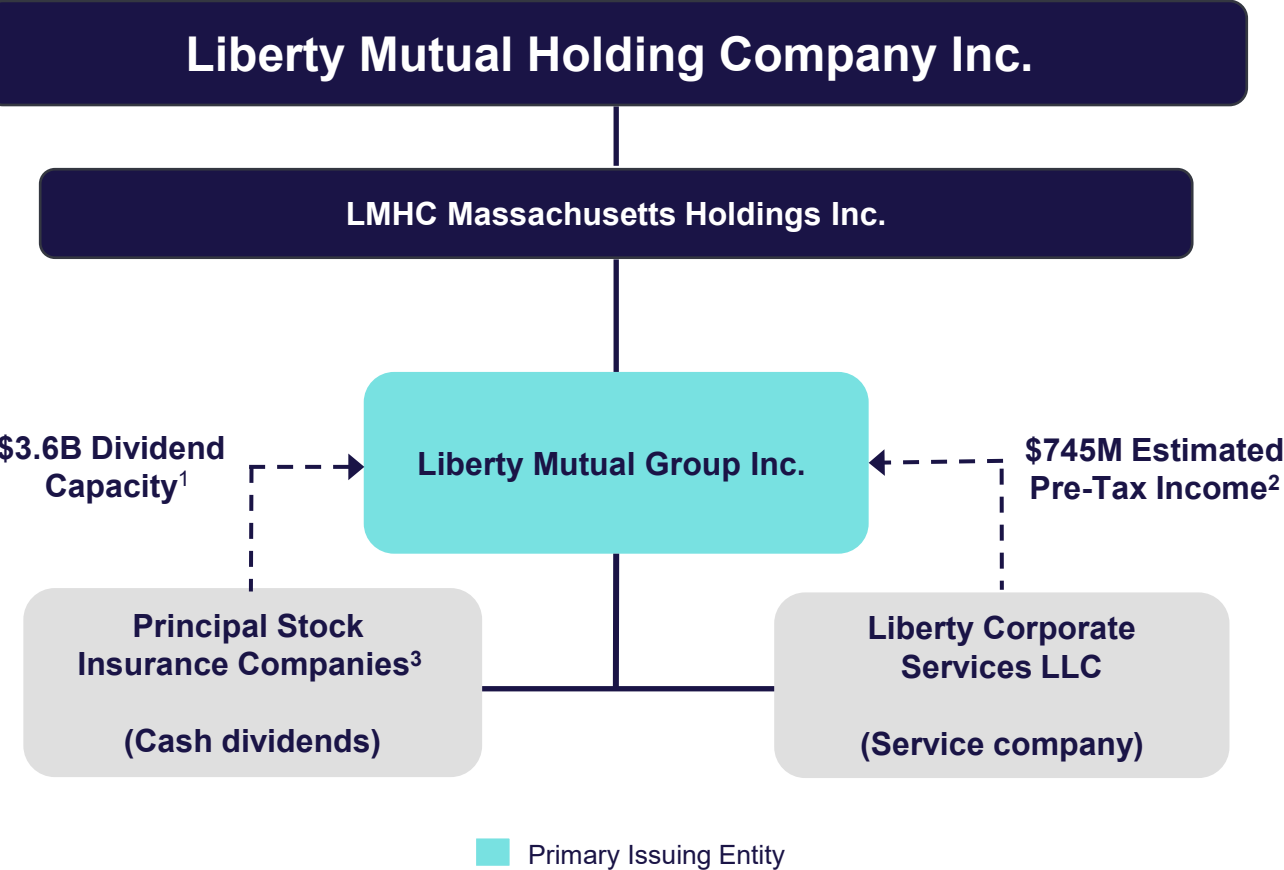 Liberty Mutual Holding Company Inc.
LMHC Massachusetts Holdings Inc.
$3.6B Dividend
Capacity¹
Liberty Mutual Group Inc.
$745M Estimated
Pre-Tax Income²
Principal Stock
Insurance Companies³
(Cash dividends)
Liberty Corporate
Services LLC
(Service company)
Primary Issuing Entity